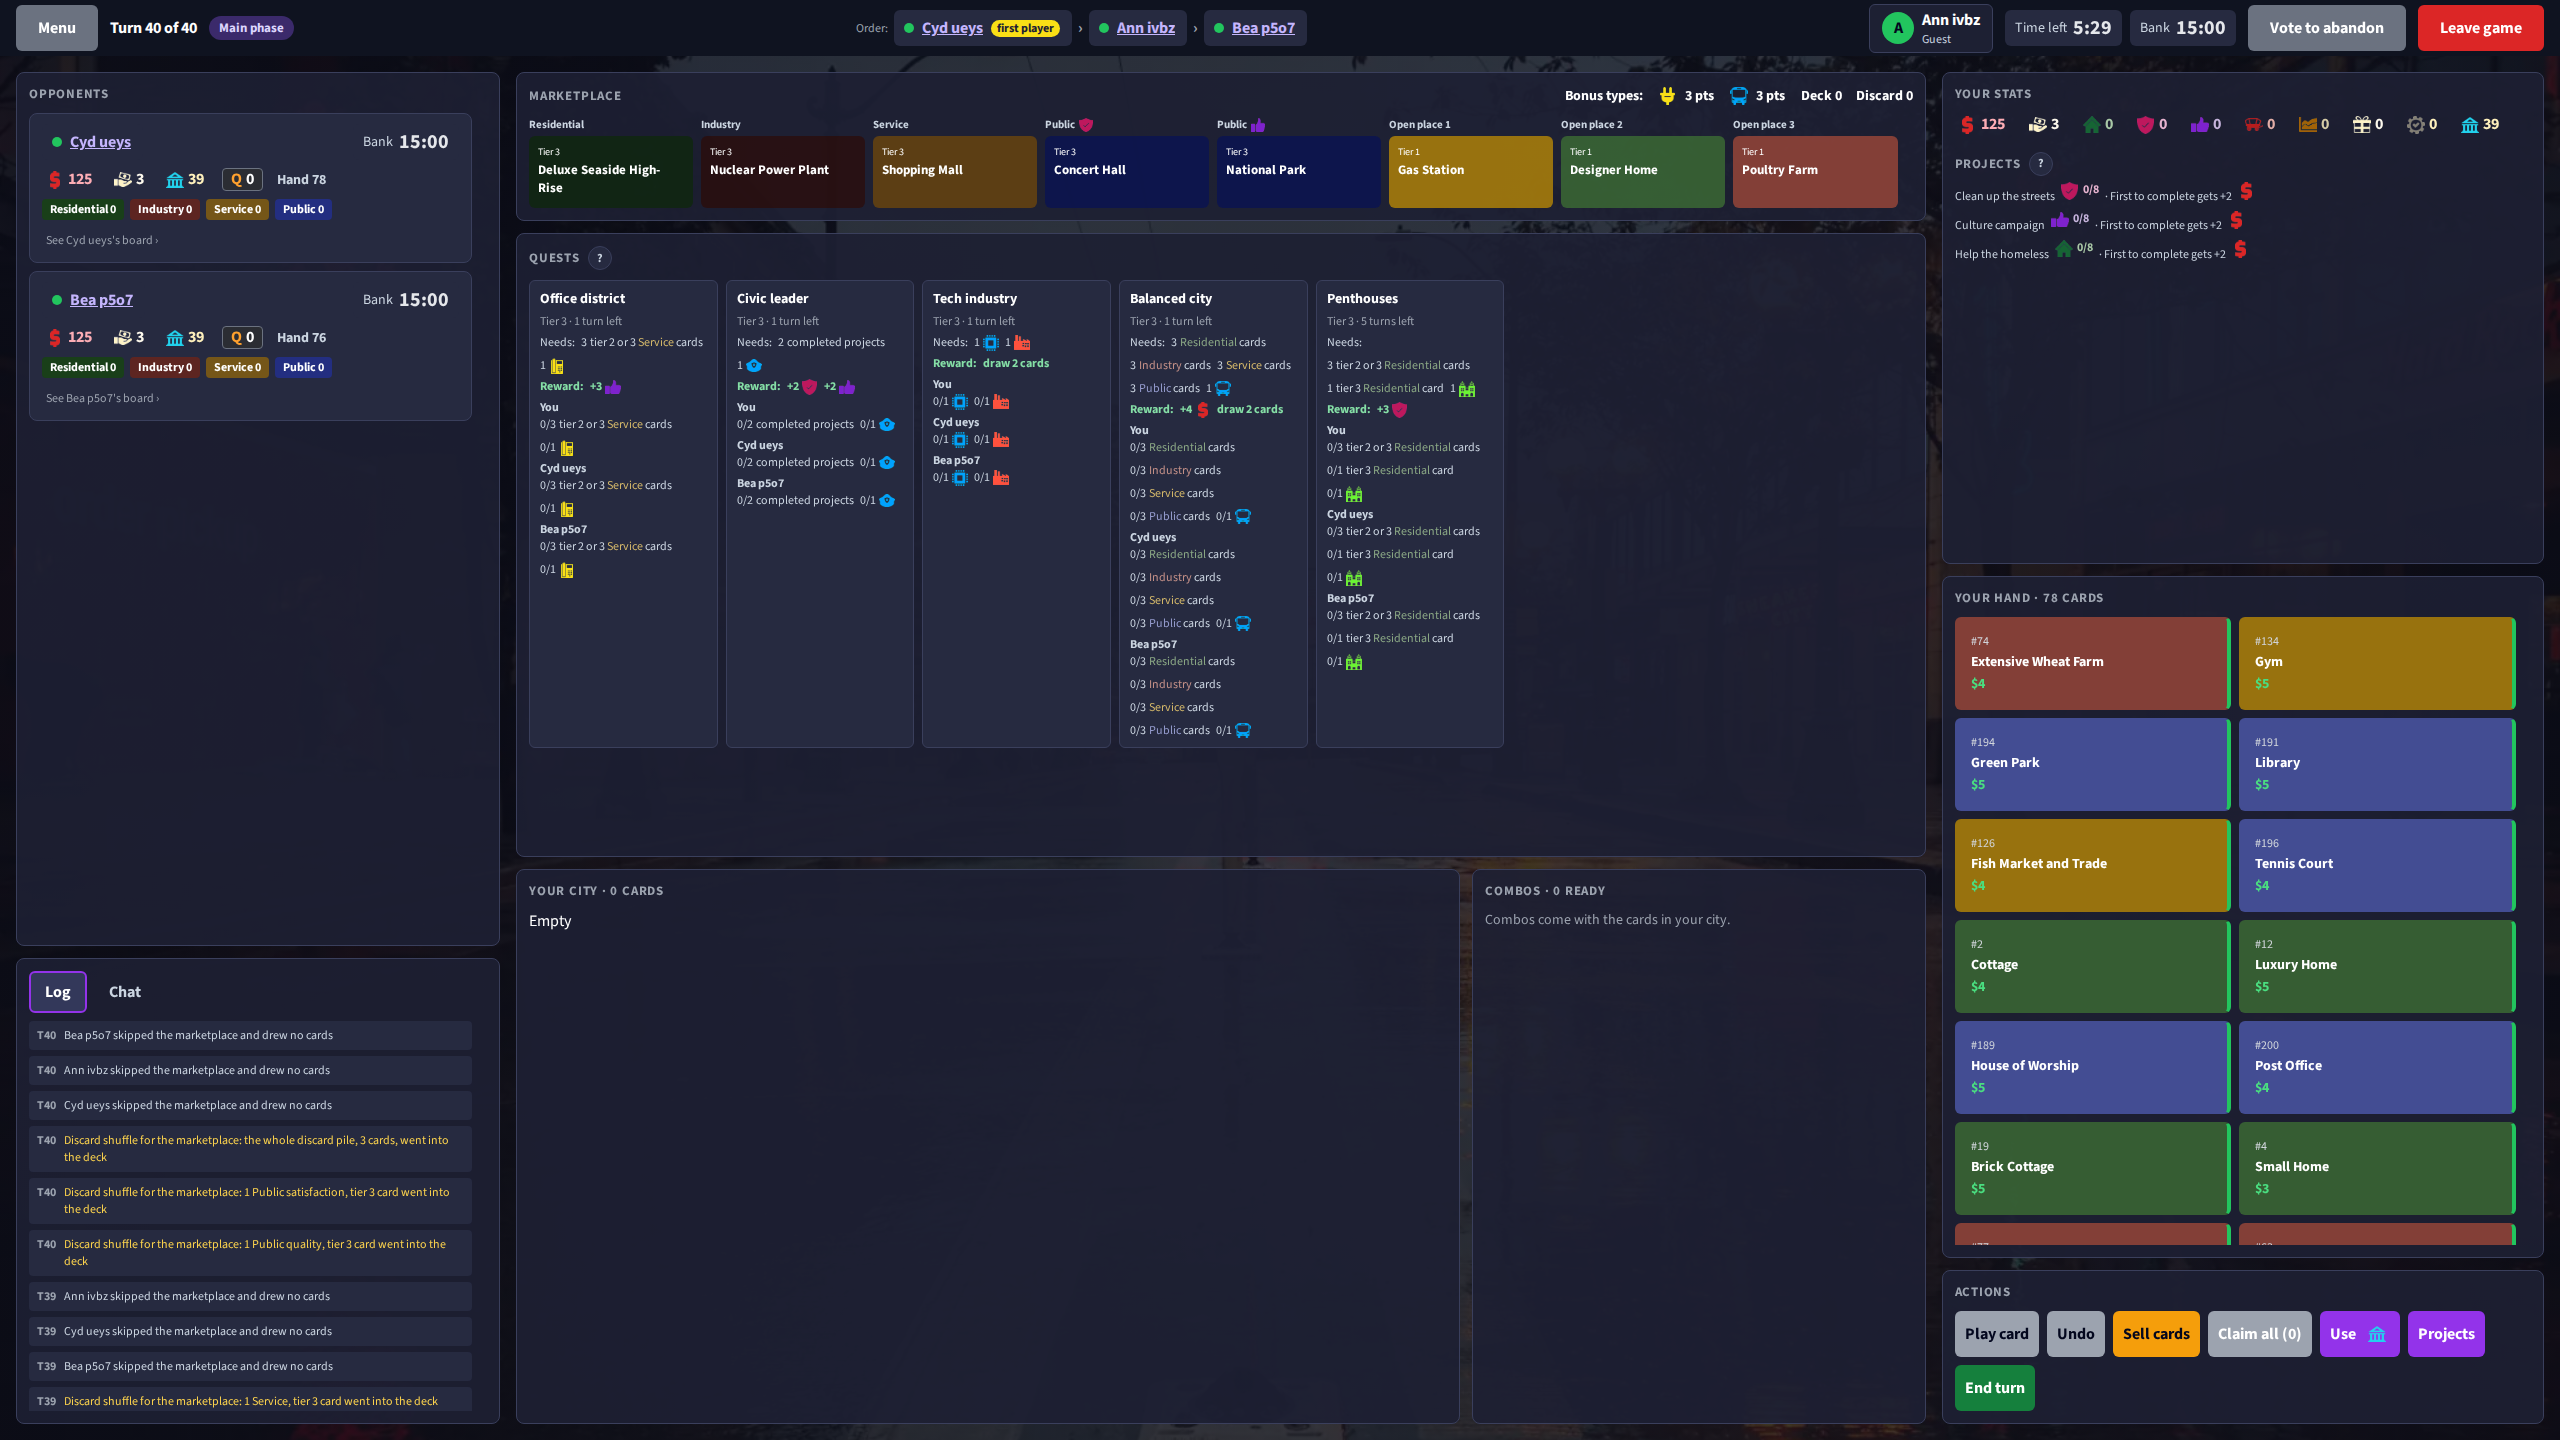 Menu
Turn 40 of 40
Main phase
Order:
Cyd ueys first player › Ann ivbz › Bea p5o7
A
Ann ivbz
Guest
Time left 5:29
Bank 15:00
Vote to abandon
Leave game
OPPONENTS
Cyd ueys
Bank 15:00
125 3 39 Q 0 Hand 78
Residential 0 Industry 0 Service 0 Public 0
See Cyd ueys's board ›
Bea p5o7
Bank 15:00
125 3 39 Q 0 Hand 76
Residential 0 Industry 0 Service 0 Public 0
See Bea p5o7's board ›
Log
Chat
T40 Bea p5o7 skipped the marketplace and drew no cards
T40 Ann ivbz skipped the marketplace and drew no cards
T40 Cyd ueys skipped the marketplace and drew no cards
T40 Discard shuffle for the marketplace: the whole discard pile, 3 cards, went into
the deck
T40 Discard shuffle for the marketplace: 1 Public satisfaction, tier 3 card went into
the deck
T40 Discard shuffle for the marketplace: 1 Public quality, tier 3 card went into the
deck
T39 Ann ivbz skipped the marketplace and drew no cards
T39 Cyd ueys skipped the marketplace and drew no cards
T39 Bea p5o7 skipped the marketplace and drew no cards
T39 Discard shuffle for the marketplace: 1 Service, tier 3 card went into the deck
MARKETPLACE
Bonus types: 3 pts 3 pts Deck 0 Discard 0
Residential
Tier 3
Deluxe Seaside High-
Rise
Industry
Tier 3
Nuclear Power Plant
Service
Tier 3
Shopping Mall
Public
Tier 3
Concert Hall
Public
Tier 3
National Park
Open place 1
Tier 1
Gas Station
Open place 2
Tier 1
Designer Home
Open place 3
Tier 1
Poultry Farm
QUESTS ?
Office district
Tier 3 · 1 turn left
Needs: 3 tier 2 or 3 Service cards
1
Reward: +3
You
0/3 tier 2 or 3 Service cards
0/1
Cyd ueys
0/3 tier 2 or 3 Service cards
0/1
Bea p5o7
0/3 tier 2 or 3 Service cards
0/1
Civic leader
Tier 3 · 1 turn left
Needs: 2 completed projects
1
Reward: +2 +2
You
0/2 completed projects 0/1
Cyd ueys
0/2 completed projects 0/1
Bea p5o7
0/2 completed projects 0/1
Tech industry
Tier 3 · 1 turn left
Needs: 1 1
Reward: draw 2 cards
You
0/1 0/1
Cyd ueys
0/1 0/1
Bea p5o7
0/1 0/1
Balanced city
Tier 3 · 1 turn left
Needs: 3 Residential cards
3 Industry cards 3 Service cards
3 Public cards 1
Reward: +4 draw 2 cards
You
0/3 Residential cards
0/3 Industry cards
0/3 Service cards
0/3 Public cards 0/1
Cyd ueys
0/3 Residential cards
0/3 Industry cards
0/3 Service cards
0/3 Public cards 0/1
Bea p5o7
0/3 Residential cards
0/3 Industry cards
0/3 Service cards
0/3 Public cards 0/1
Penthouses
Tier 3 · 5 turns left
Needs:
3 tier 2 or 3 Residential cards
1 tier 3 Residential card 1
Reward: +3
You
0/3 tier 2 or 3 Residential cards
0/1 tier 3 Residential card
0/1
Cyd ueys
0/3 tier 2 or 3 Residential cards
0/1 tier 3 Residential card
0/1
Bea p5o7
0/3 tier 2 or 3 Residential cards
0/1 tier 3 Residential card
0/1
YOUR CITY · 0 CARDS
Empty
COMBOS · 0 READY
Combos come with the cards in your city.
YOUR STATS
125 3 0 0 0 0 0 0 0 39
PROJECTS ?
Clean up the streets 0/8 · First to complete gets +2
Culture campaign 0/8 · First to complete gets +2
Help the homeless 0/8 · First to complete gets +2
YOUR HAND · 78 CARDS
#74
Extensive Wheat Farm
$4
#134
Gym
$5
#194
Green Park
$5
#191
Library
$5
#126
Fish Market and Trade
$4
#196
Tennis Court
$4
#2
Cottage
$4
#12
Luxury Home
$5
#189
House of Worship
$5
#200
Post Office
$4
#19
Brick Cottage
$5
#4
Small Home
$3
ACTIONS
Play card
Undo
Sell cards
Claim all (0)
Use
Projects
End turn